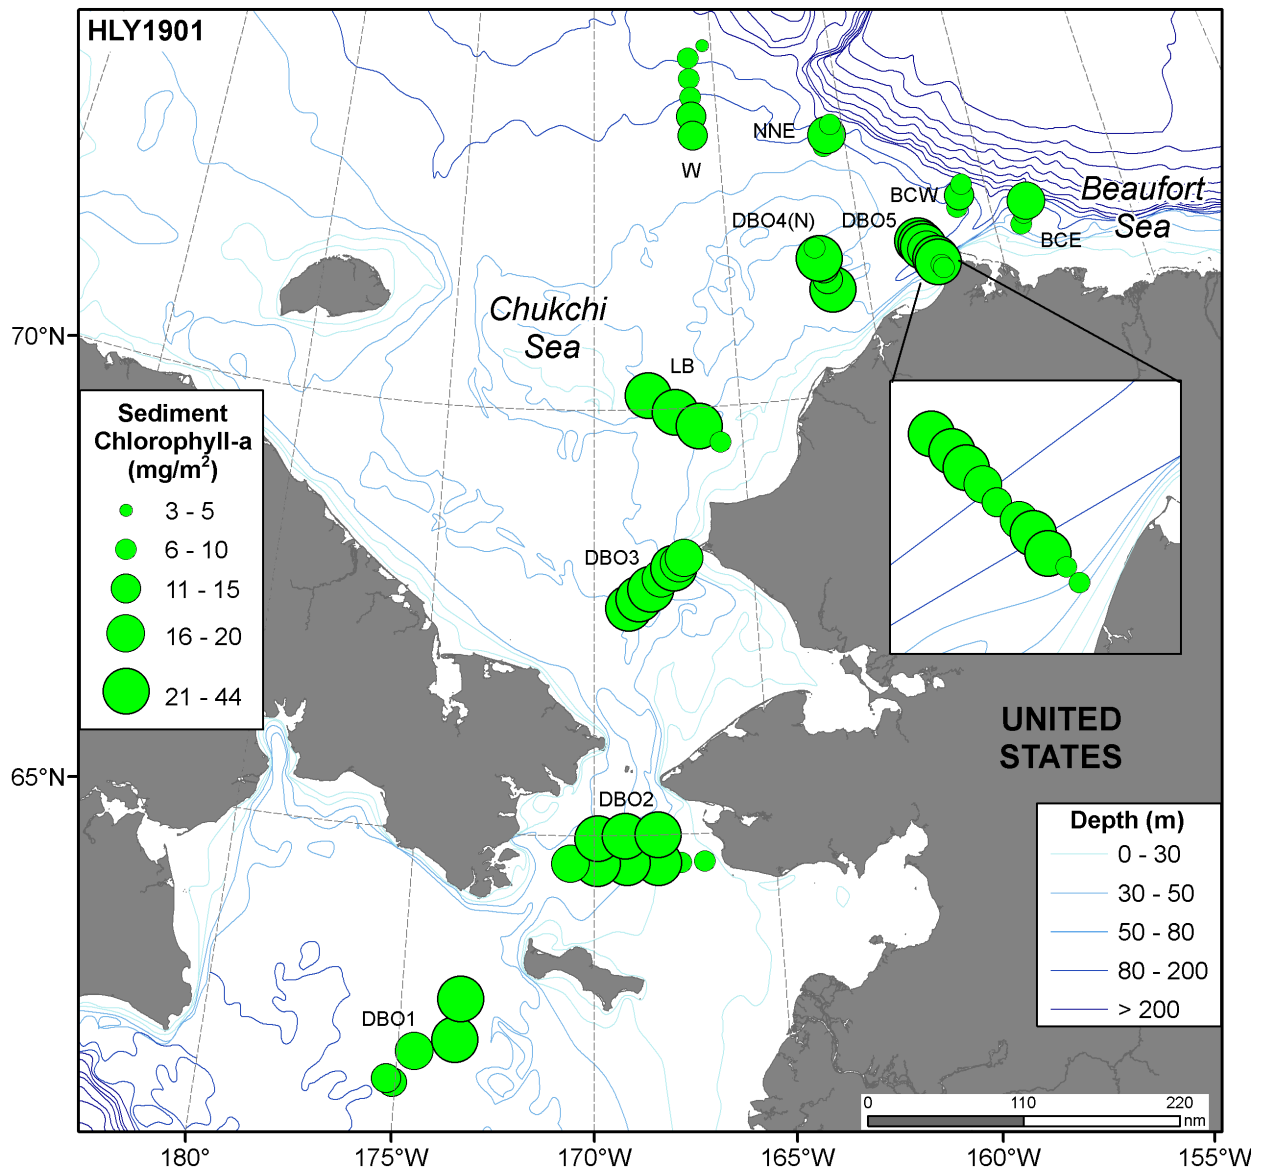 HLY1901
NNE
W
BCW
Beaufort
Sea
DBO4(N)
DBO5
BCE
Chukchi
Sea
70°N
LB
Sediment
Chlorophyll-a
(mg/m2)
3 - 5
6 - 10
11 - 15
16 - 20
21 - 44
DBO3
UNITED
STATES
65°N
DBO2
Depth (m)
0 - 30
30 - 50
50 - 80
80 - 200
> 200
DBO1
0 110 220
nm
180° 175°W 170°W 165°W 160°W 155°W